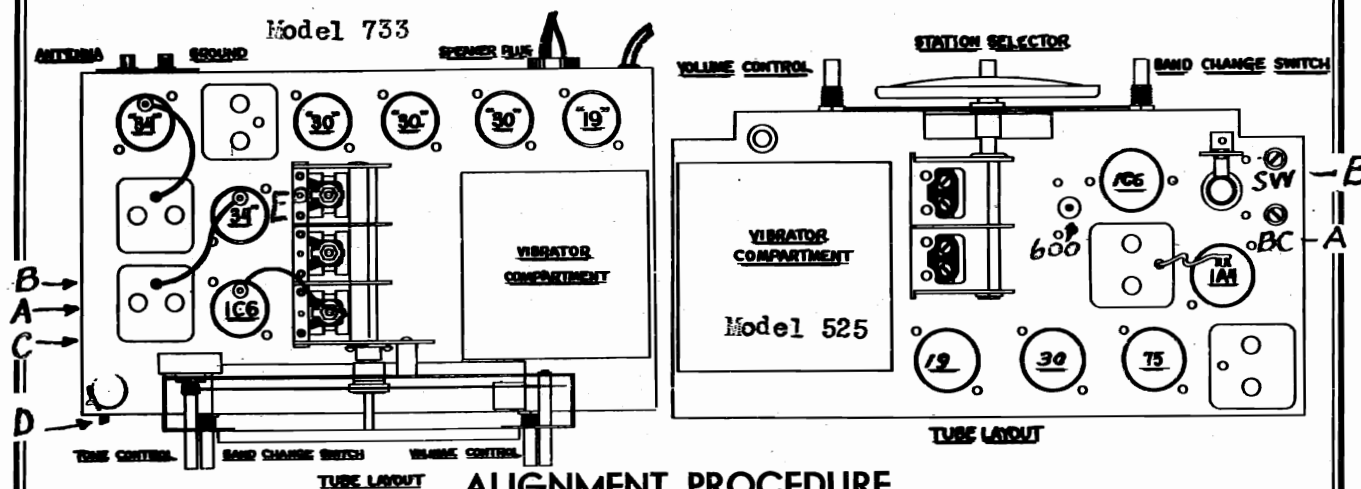 Model 733
ANTENNA
GROUND
SPEAKER PLUG
"34"
"30"
"30"
"30"
"19"
"34"
E
1C6
VIBRATOR
COMPARTMENT
B
A
C
D
TONE CONTROL
BAND CHANGE SWITCH
VOLUME CONTROL
TUBE LAYOUT
STATION SELECTOR
VOLUME CONTROL
BAND CHANGE SWITCH
VIBRATOR
COMPARTMENT
Model 525
1C6
SW - B
600
BC - A
1A4
19
30
75
TUBE LAYOUT
ALIGNMENT PROCEDURE